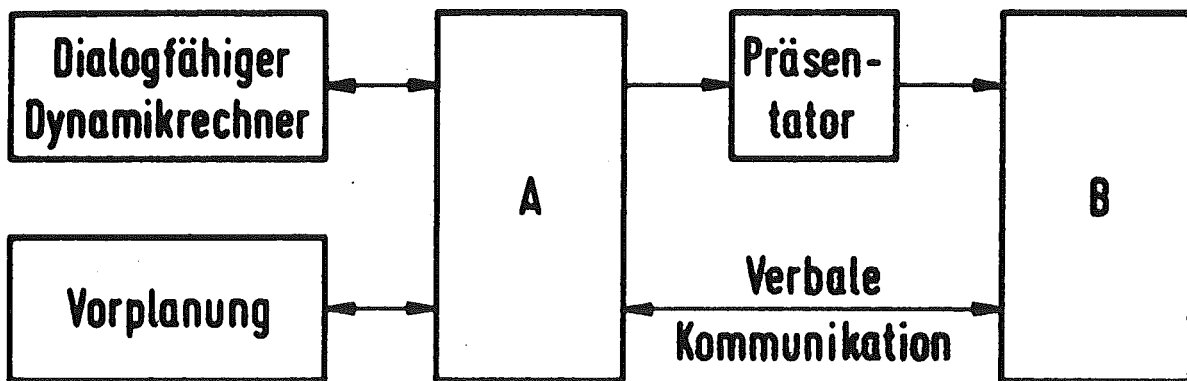 Dialogfähiger
Dynamikrechner
Präsen-
tator
A
B
Vorplanung
Verbale
Kommunikation